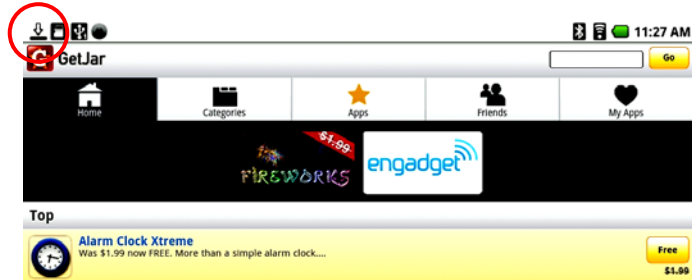 11:27 AM
GetJar
Go
Home
Categories
Apps
Friends
My Apps
$1.99
FIREWORKS
engadget
Top
Alarm Clock Xtreme
Was $1.99 now FREE. More than a simple alarm clock....
Free
$1.99